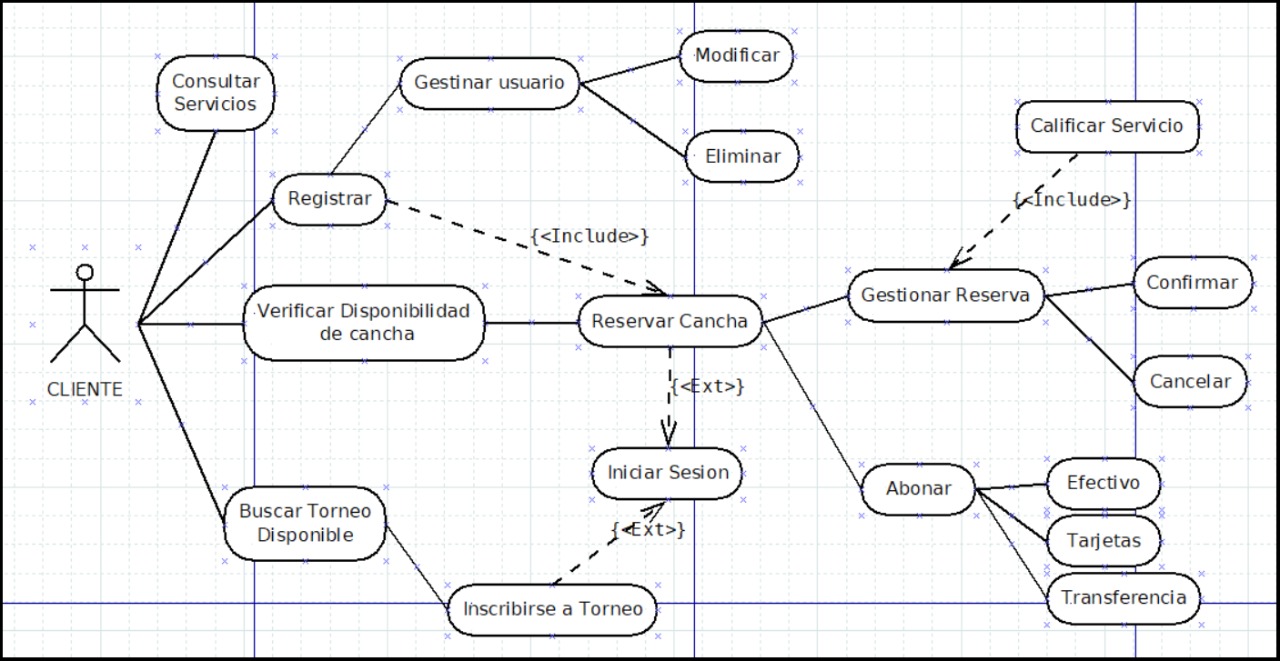 Modificar
Consultar
Servicios
Gestinar usuario
Calificar Servicio
Eliminar
Registrar
{<Include>}
{<Include>}
Confirmar
Gestionar Reserva
Verificar Disponibilidad
de cancha
Reservar Cancha
CLIENTE
{<Ext>}
Cancelar
Iniciar Sesion
Abonar
Efectivo
Buscar Torneo
Disponible
{<Ext>}
Tarjetas
Transferencia
Inscribirse a Torneo